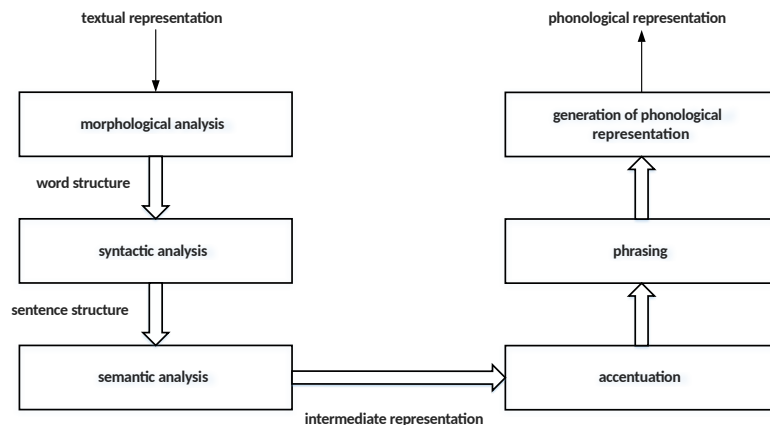 textual representation
morphological analysis
word structure
syntactic analysis
sentence structure
semantic analysis
intermediate representation
accentuation
phrasing
generation of phonological
representation
phonological representation